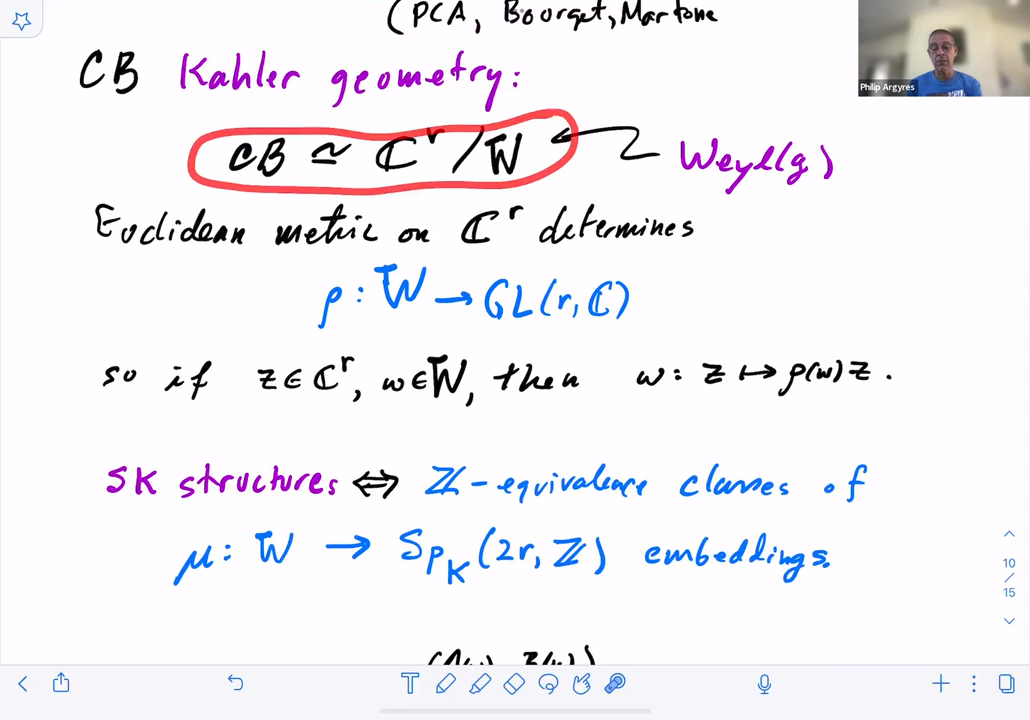 (PCA, Bourget, Martone
Philip Argyres
CB Kahler geometry:
CB ≃ ℂ^r / W Weyl(g)
Euclidean metric on ℂ^r determines
ρ : W → GL(r, ℂ)
so if z ∈ ℂ^r, w ∈ W, then w : z ↦ ρ(w) z .
SK structures ⇔ ℤ-equivalence classes of
μ : W → Sp_K (2r, ℤ) embeddings.
10
/
15
T